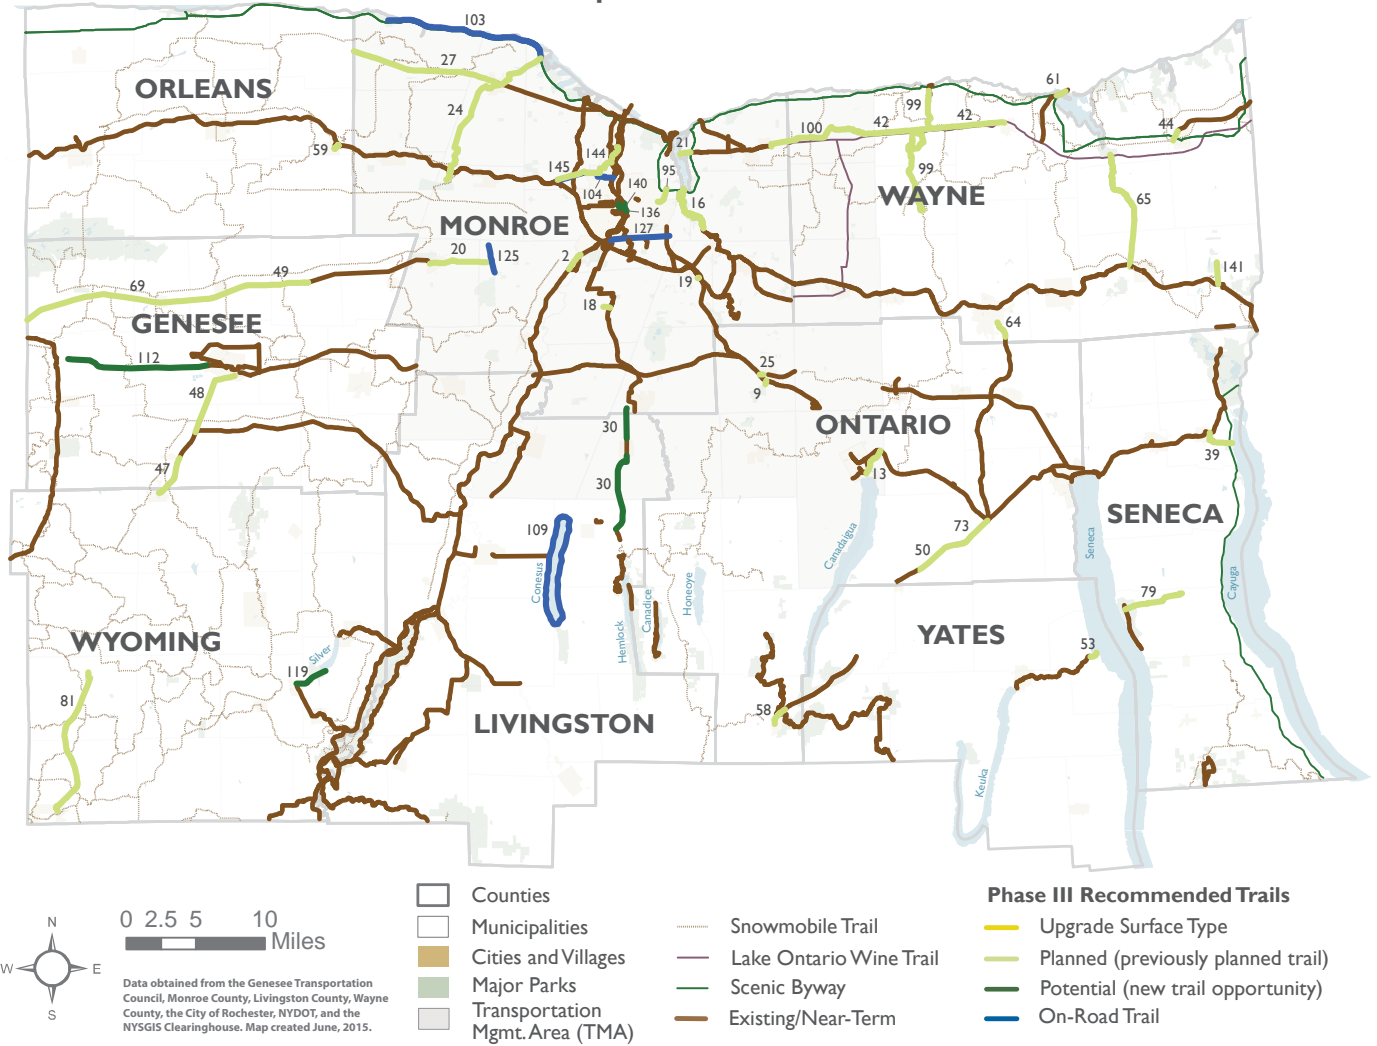 103
27
ORLEANS
24
61
99
42
42
100
44
59
144
21
145
95
104
140
99
WAYNE
16
136
65
MONROE
127
20
125
2
141
49
19
69
18
GENESEE
64
112
25
48
9
30
ONTARIO
39
47
13
30
SENECA
109
73
50
Canadaigua
Seneca
Conesus
Honeoye
Canadice
Hemlock
Cayuga
79
WYOMING
YATES
53
Silver
119
81
58
LIVINGSTON
Keuka
Counties
Municipalities
Cities and Villages
Major Parks
Transportation
Mgmt. Area (TMA)
Snowmobile Trail
Lake Ontario Wine Trail
Scenic Byway
Existing/Near-Term
Phase III Recommended Trails
Upgrade Surface Type
Planned (previously planned trail)
Potential (new trail opportunity)
On-Road Trail
N
W
E
S
0 2.5 5 10
Miles
Data obtained from the Genesee Transportation
Council, Monroe County, Livingston County, Wayne
County, the City of Rochester, NYDOT, and the
NYSGIS Clearinghouse. Map created June, 2015.